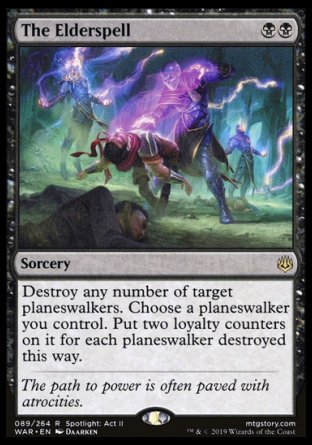 The Elderspell
Sorcery
Destroy any number of target
planeswalkers. Choose a planeswalker
you control. Put two loyalty counters
on it for each planeswalker destroyed
this way.
The path to power is often paved with
atrocities.
089/264 R Spotlight: Act II
mtgstory.com
WAR • EN DAARKEN
™ & © 2019 Wizards of the Coast